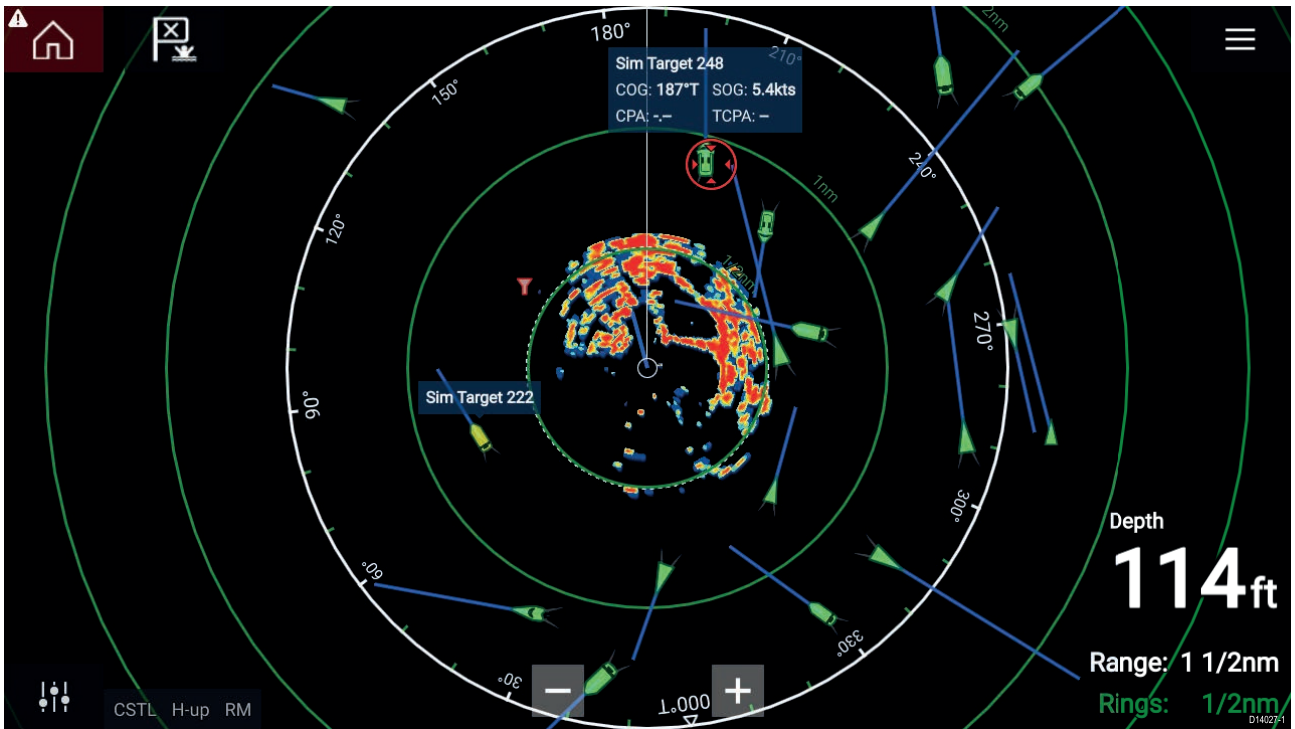 180°
210°
2nm
Sim Target 248
COG: 187°T SOG: 5.4kts
CPA: -.– TCPA: –
150°
240°
1nm
120°
1/2nm
270°
Sim Target 222
90°
300°
Depth
114ft
60°
330°
Range: 1 1/2nm
30°
000°T
CSTL H-up RM
Rings: 1/2nm
D14027-1